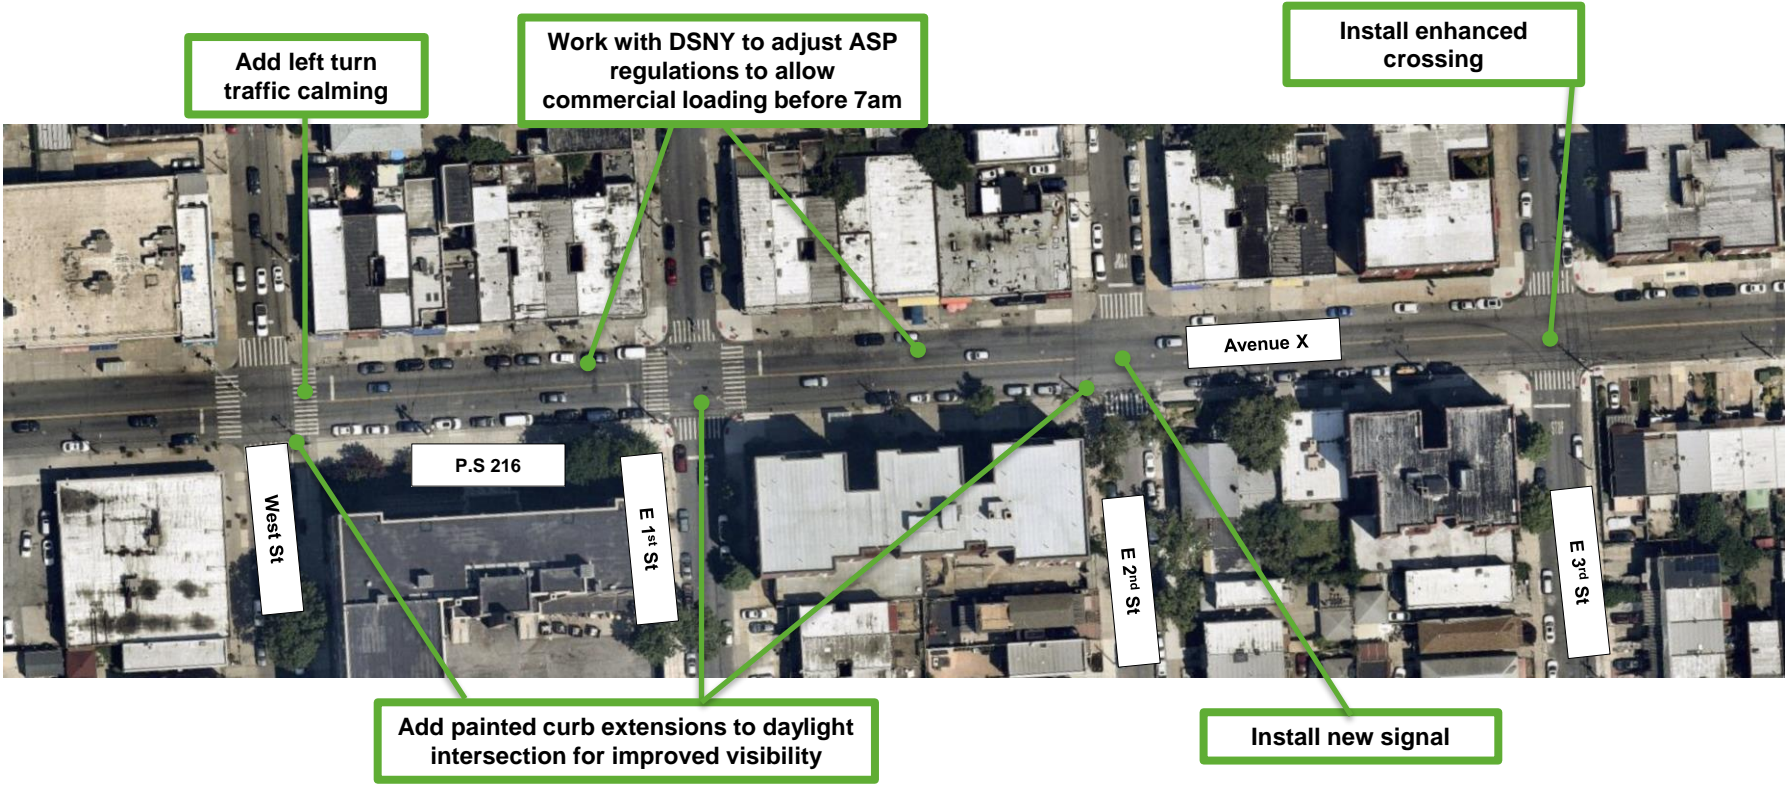 Add left turn
traffic calming
Work with DSNY to adjust ASP
regulations to allow
commercial loading before 7am
Install enhanced
crossing
Avenue X
P.S 216
West St
E 1st St
E 2nd St
E 3rd St
Add painted curb extensions to daylight
intersection for improved visibility
Install new signal